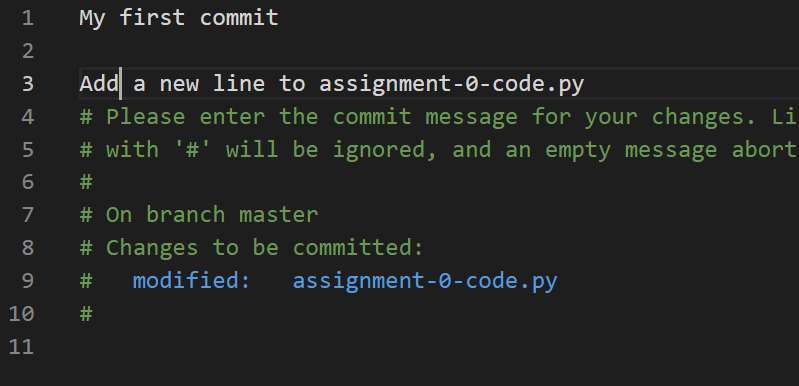 1 My first commit
2
3 Add a new line to assignment-0-code.py
4 # Please enter the commit message for your changes. Li
5 # with '#' will be ignored, and an empty message abort
6 #
7 # On branch master
8 # Changes to be committed:
9 #   modified:   assignment-0-code.py
10 #
11